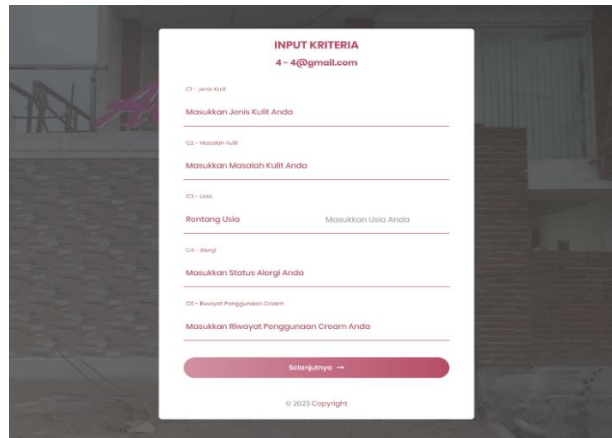 INPUT KRITERIA
4 - 4@gmail.com
C1 - Jenis Kulit
Masukkan Jenis Kulit Anda
C2 - Masalah Kulit
Masukkan Masalah Kulit Anda
C3 - Usia
Rentang Usia Masukkan Usia Anda
C4 - Alergi
Masukkan Status Alergi Anda
C5 - Riwayat Penggunaan Cream
Masukkan Riwayat Penggunaan Cream Anda
Selanjutnya →
© 2023 Copyright